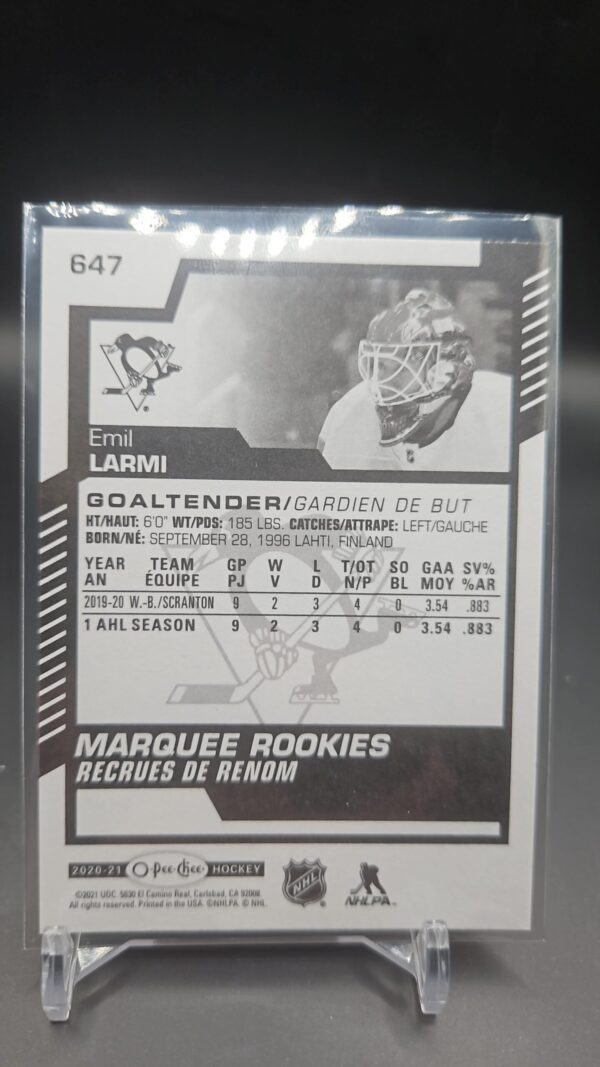 647
Emil
LARMI
GOALTENDER/GARDIEN DE BUT
HT/HAUT: 6'0" WT/PDS: 185 LBS. CATCHES/ATTRAPE: LEFT/GAUCHE
BORN/NÉ: SEPTEMBER 28, 1996 LAHTI, FINLAND
YEAR TEAM GP W L T/OT SO GAA SV%
AN ÉQUIPE PJ V D N/P BL MOY %AR
2019-20 W.-B./SCRANTON 9 2 3 4 0 3.54 .883
1 AHL SEASON 9 2 3 4 0 3.54 .883
MARQUEE ROOKIES
RECRUES DE RENOM
2020-21 O-Pee-Chee HOCKEY
©2021 UDC. 5830 El Camino Real, Carlsbad, CA 92008.
All rights reserved. Printed in the USA. ©NHLPA © NHL
NHL
NHLPA